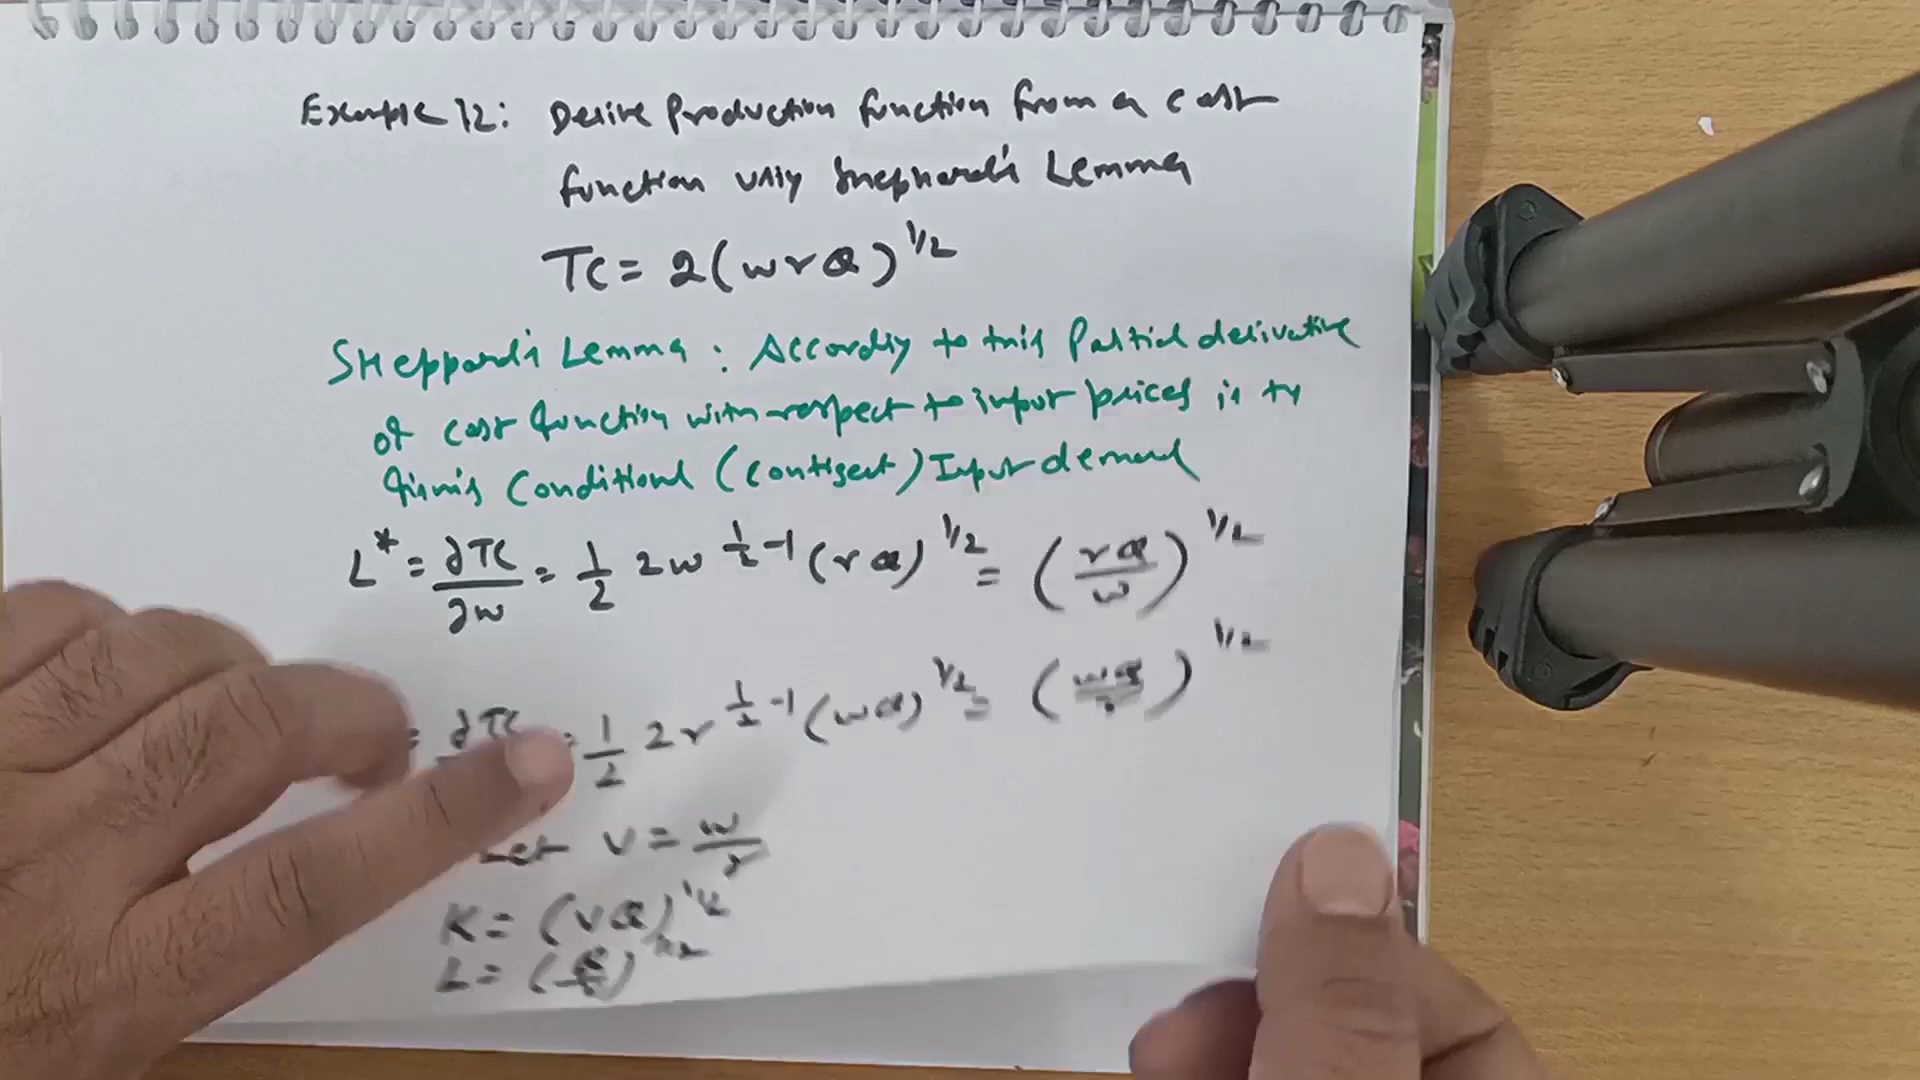 Example 12: Derive Production function from a cost
function using Shephard's Lemma
TC = 2(wrQ)^1/2
SHeppard's Lemma : According to this Partial derivative
of cost function with respect to input prices is the
firm's Conditional (contigent) Input demand
L* = ∂TC/∂w = 1/2 2w^(1/2-1) (rQ)^1/2 = (rQ/w)^1/2
= ∂TC = 1/2 2r^(1/2-1) (wQ)^1/2 = (wQ/r)^1/2
Let V = w/r
K = (VQ)^1/2
L = ( )^1/2